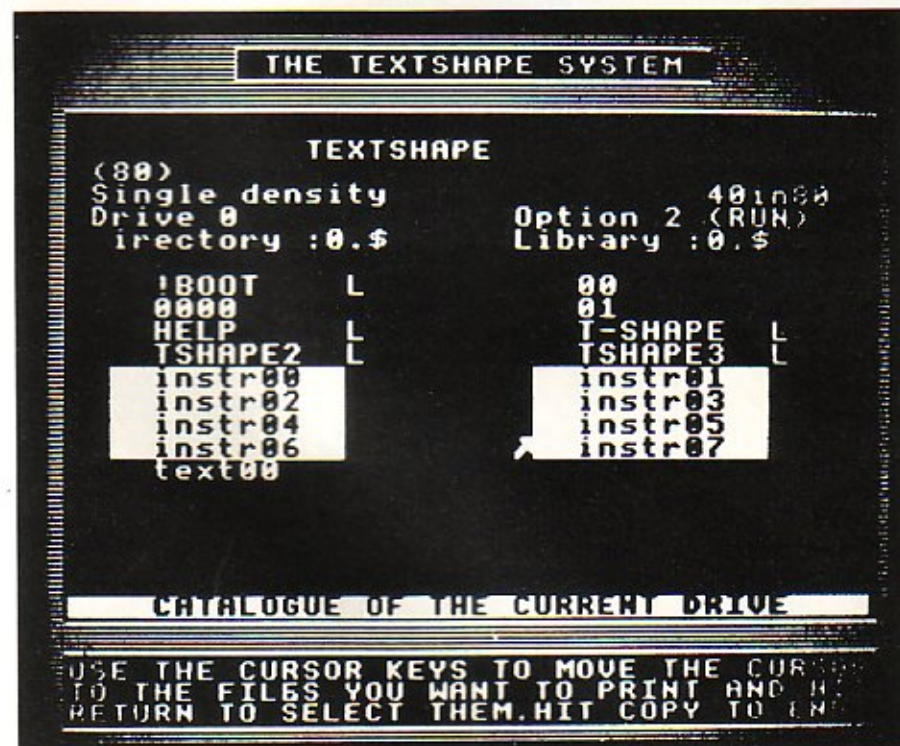 THE TEXTSHAPE SYSTEM
TEXTSHAPE
(80)
Single density 40in80
Drive 0 Option 2 (RUN)
irectory :0.$ Library :0.$
!BOOT L 00
0000 01
HELP L T-SHAPE L
TSHAPE2 L TSHAPE3 L
instr00 instr01
instr02 instr03
instr04 instr05
instr06 instr07
text00
CATALOGUE OF THE CURRENT DRIVE
USE THE CURSOR KEYS TO MOVE THE
TO THE FILES YOU WANT TO PRINT AND
RETURN TO SELECT THEM.HIT COPY TO